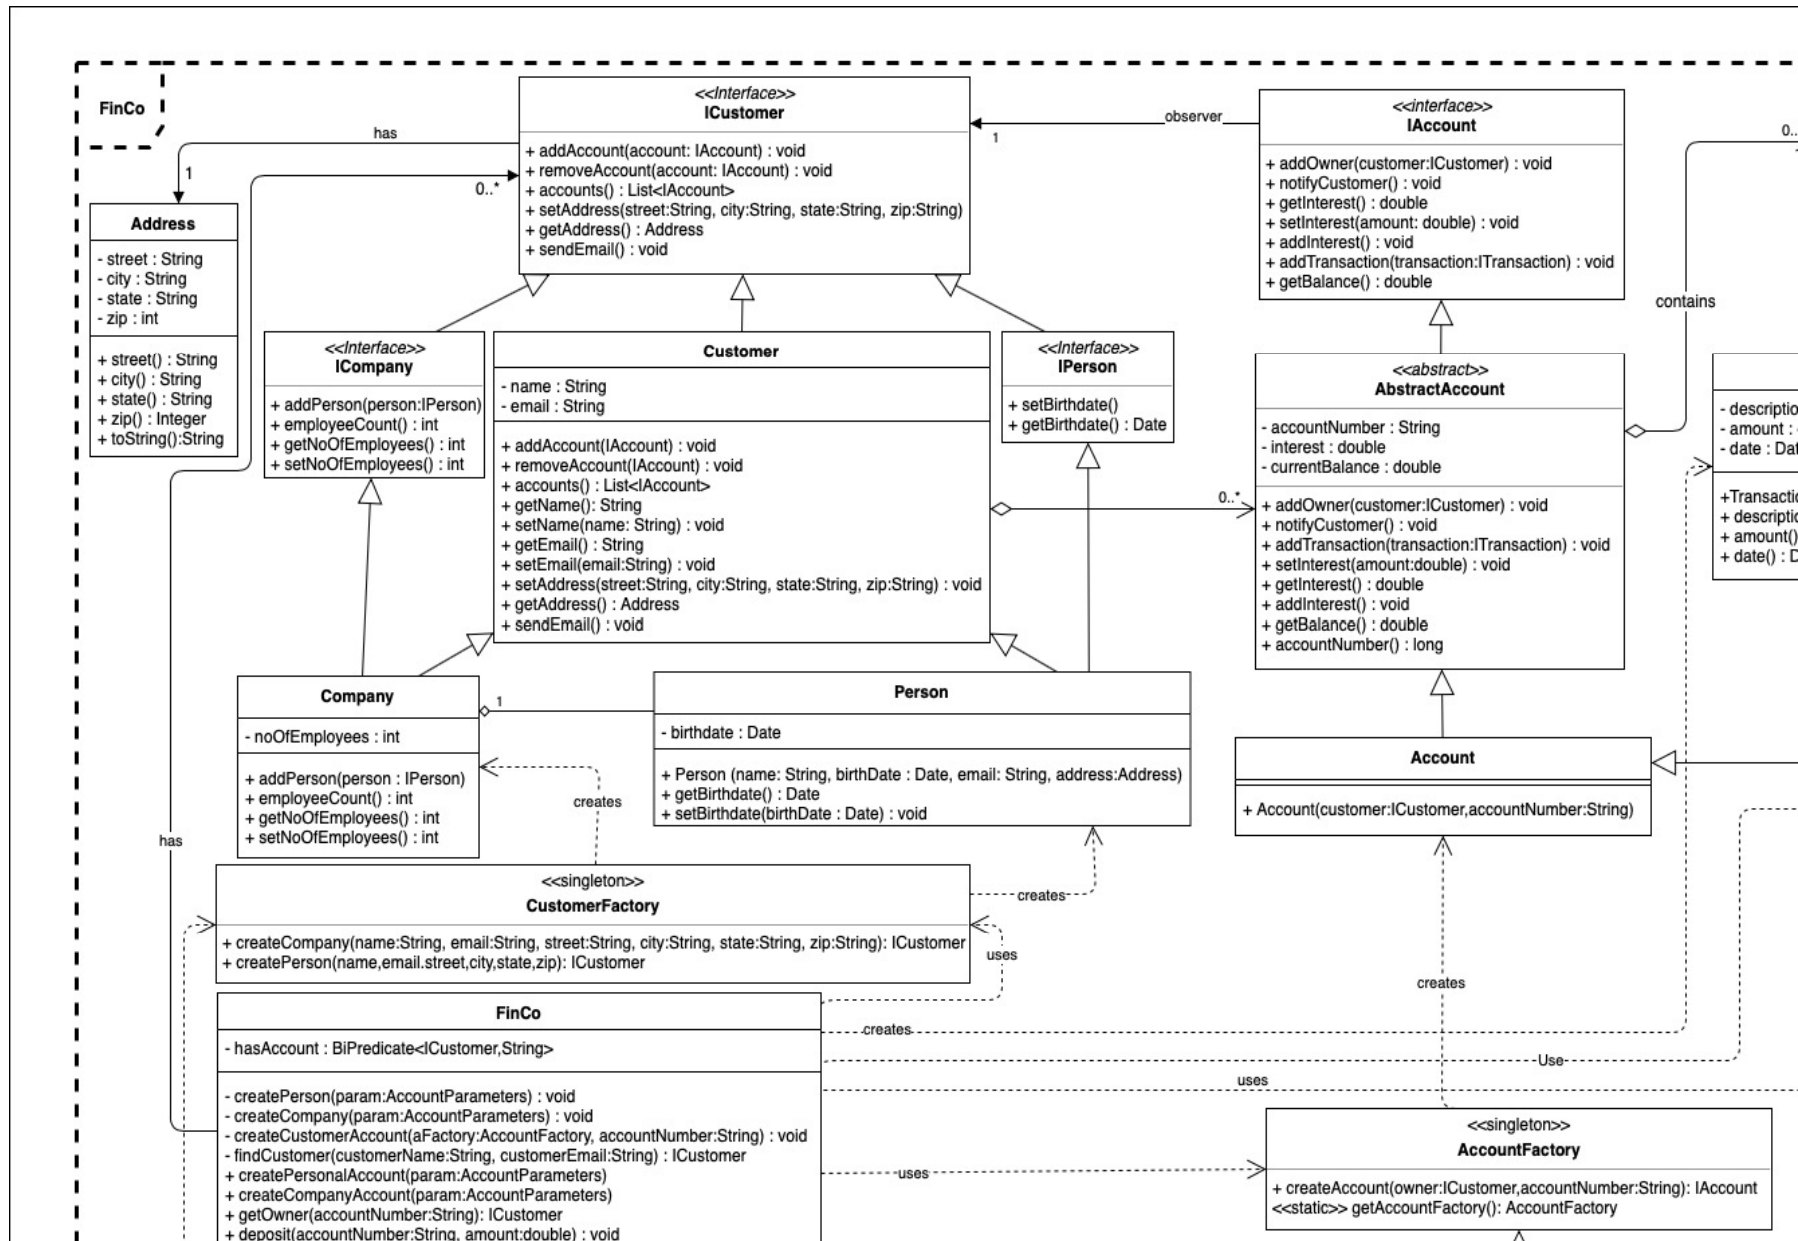 FinCo
<<Interface>>
ICustomer
+ addAccount(account: IAccount) : void
+ removeAccount(account: IAccount) : void
+ accounts() : List<IAccount>
+ setAddress(street:String, city:String, state:String, zip:String)
+ getAddress() : Address
+ sendEmail() : void
has
1
0..*
observer
1
<<interface>>
IAccount
+ addOwner(customer:ICustomer) : void
+ notifyCustomer() : void
+ getInterest() : double
+ setInterest(amount: double) : void
+ addInterest() : void
+ addTransaction(transaction:ITransaction) : void
+ getBalance() : double
0..
contains
Address
- street : String
- city : String
- state : String
- zip : int
+ street() : String
+ city() : String
+ state() : String
+ zip() : Integer
+ toString():String
<<Interface>>
ICompany
+ addPerson(person:IPerson)
+ employeeCount() : int
+ getNoOfEmployees() : int
+ setNoOfEmployees() : int
Customer
- name : String
- email : String
+ addAccount(IAccount) : void
+ removeAccount(IAccount) : void
+ accounts() : List<IAccount>
+ getName(): String
+ setName(name: String) : void
+ getEmail() : String
+ setEmail(email:String) : void
+ setAddress(street:String, city:String, state:String, zip:String) : void
+ getAddress() : Address
+ sendEmail() : void
<<Interface>>
IPerson
+ setBirthdate()
+ getBirthdate() : Date
0..*
<<abstract>>
AbstractAccount
- accountNumber : String
- interest : double
- currentBalance : double
+ addOwner(customer:ICustomer) : void
+ notifyCustomer() : void
+ addTransaction(transaction:ITransaction) : void
+ setInterest(amount:double) : void
+ getInterest() : double
+ addInterest() : void
+ getBalance() : double
+ accountNumber() : long
- descriptio
- amount :
- date : Dat
+Transactio
+ descriptio
+ amount()
+ date() : D
Company
- noOfEmployees : int
+ addPerson(person : IPerson)
+ employeeCount() : int
+ getNoOfEmployees() : int
+ setNoOfEmployees() : int
1
Person
- birthdate : Date
+ Person (name: String, birthDate : Date, email: String, address:Address)
+ getBirthdate() : Date
+ setBirthdate(birthDate : Date) : void
Account
+ Account(customer:ICustomer,accountNumber:String)
creates
has
<<singleton>>
CustomerFactory
+ createCompany(name:String, email:String, street:String, city:String, state:String, zip:String): ICustomer
+ createPerson(name,email.street,city,state,zip): ICustomer
creates
uses
creates
FinCo
- hasAccount : BiPredicate<ICustomer,String>
- createPerson(param:AccountParameters) : void
- createCompany(param:AccountParameters) : void
- createCustomerAccount(aFactory:AccountFactory, accountNumber:String) : void
- findCustomer(customerName:String, customerEmail:String) : ICustomer
+ createPersonalAccount(param:AccountParameters)
+ createCompanyAccount(param:AccountParameters)
+ getOwner(accountNumber:String): ICustomer
+ deposit(accountNumber:String, amount:double) : void
creates
Use
uses
uses
<<singleton>>
AccountFactory
+ createAccount(owner:ICustomer,accountNumber:String): IAccount
<<static>> getAccountFactory(): AccountFactory